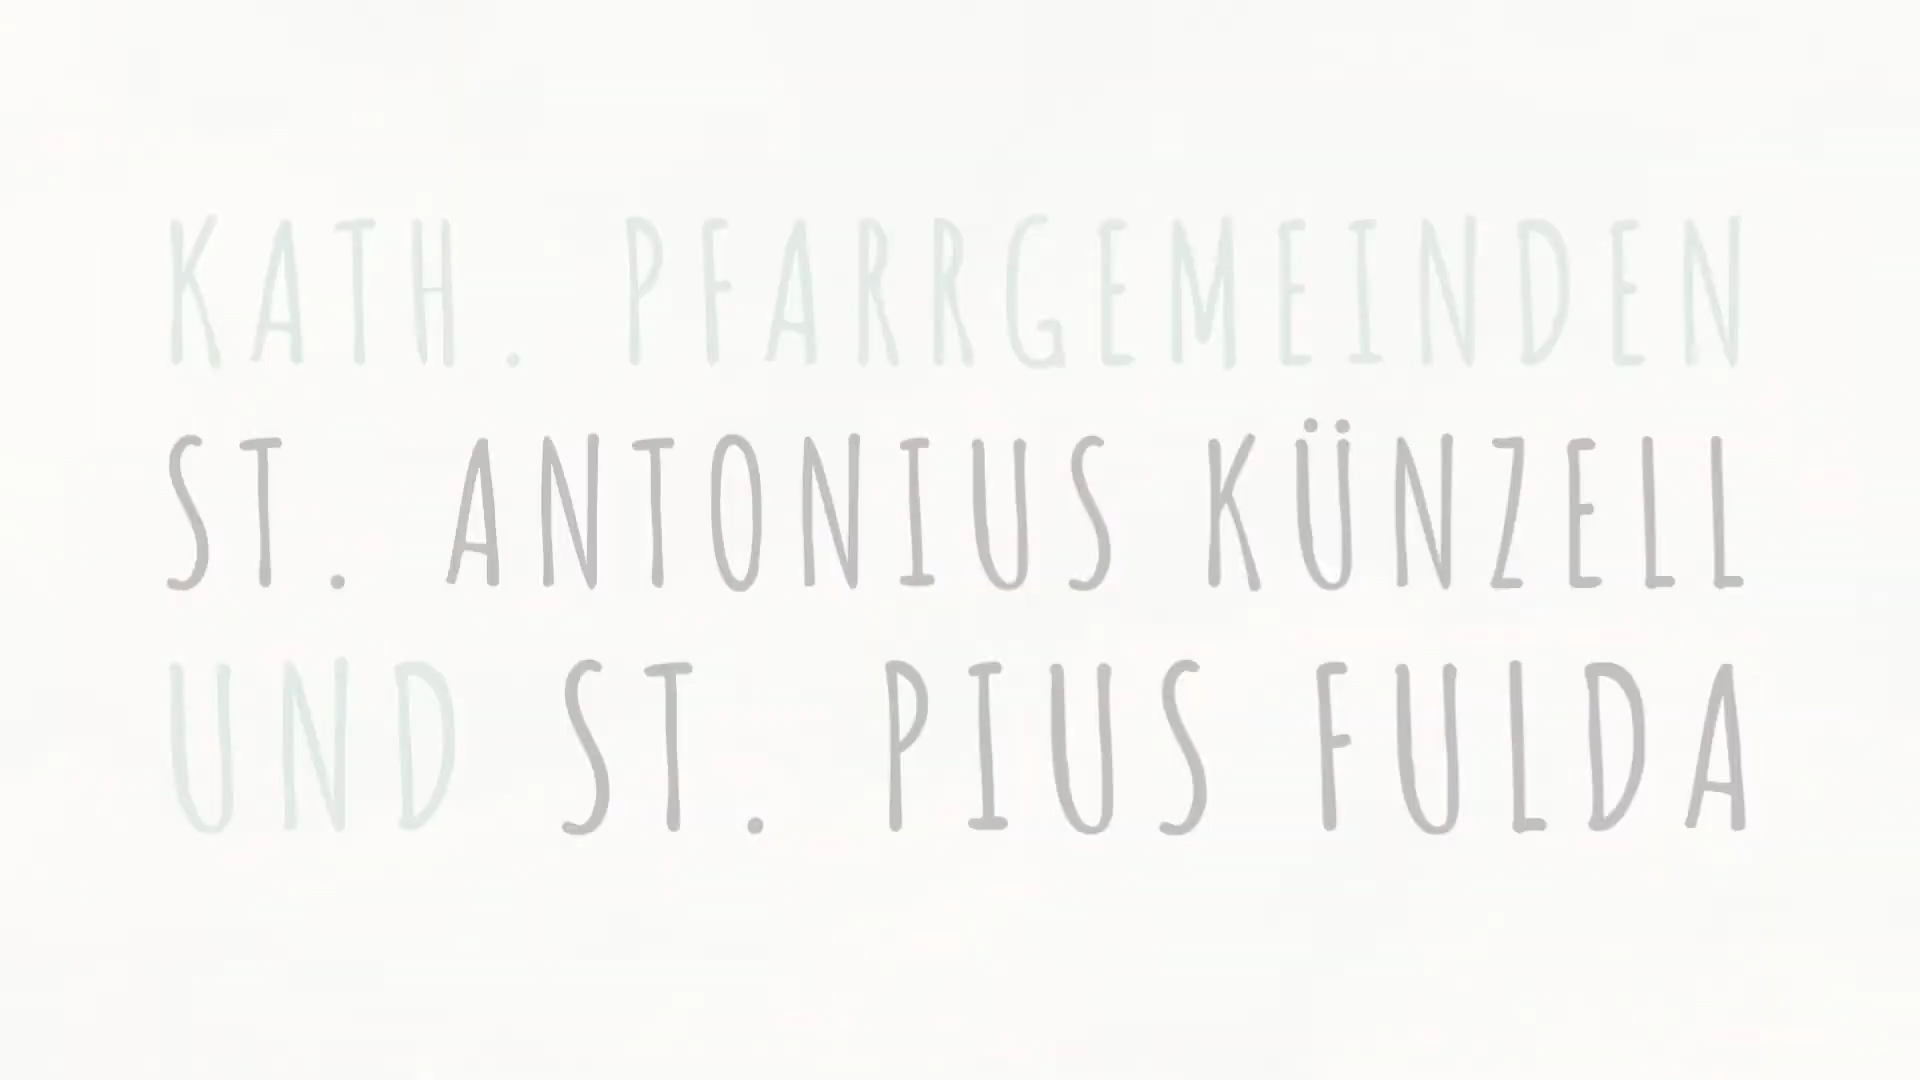 KATH. PFARRGEMEINDEN
ST. ANTONIUS KÜNZELL
UND ST. PIUS FULDA